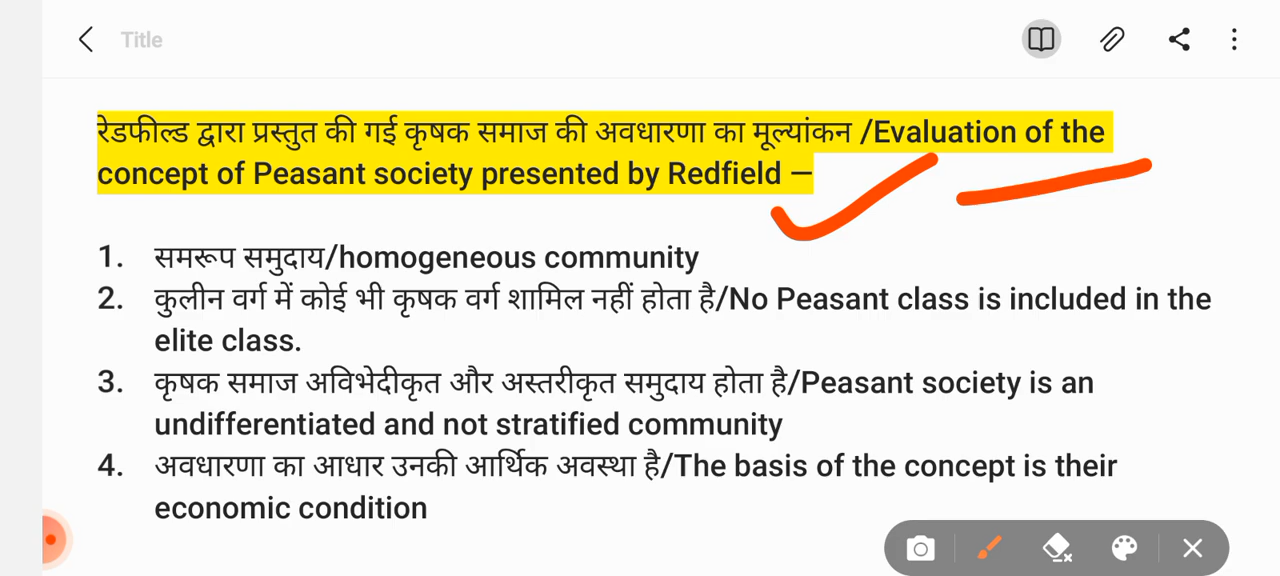 Title
रेडफील्ड द्वारा प्रस्तुत की गई कृषक समाज की अवधारणा का मूल्यांकन /Evaluation of the
concept of Peasant society presented by Redfield —
1. समरूप समुदाय/homogeneous community
2. कुलीन वर्ग में कोई भी कृषक वर्ग शामिल नहीं होता है/No Peasant class is included in the
elite class.
3. कृषक समाज अविभेदीकृत और अस्तरीकृत समुदाय होता है/Peasant society is an
undifferentiated and not stratified community
4. अवधारणा का आधार उनकी आर्थिक अवस्था है/The basis of the concept is their
economic condition